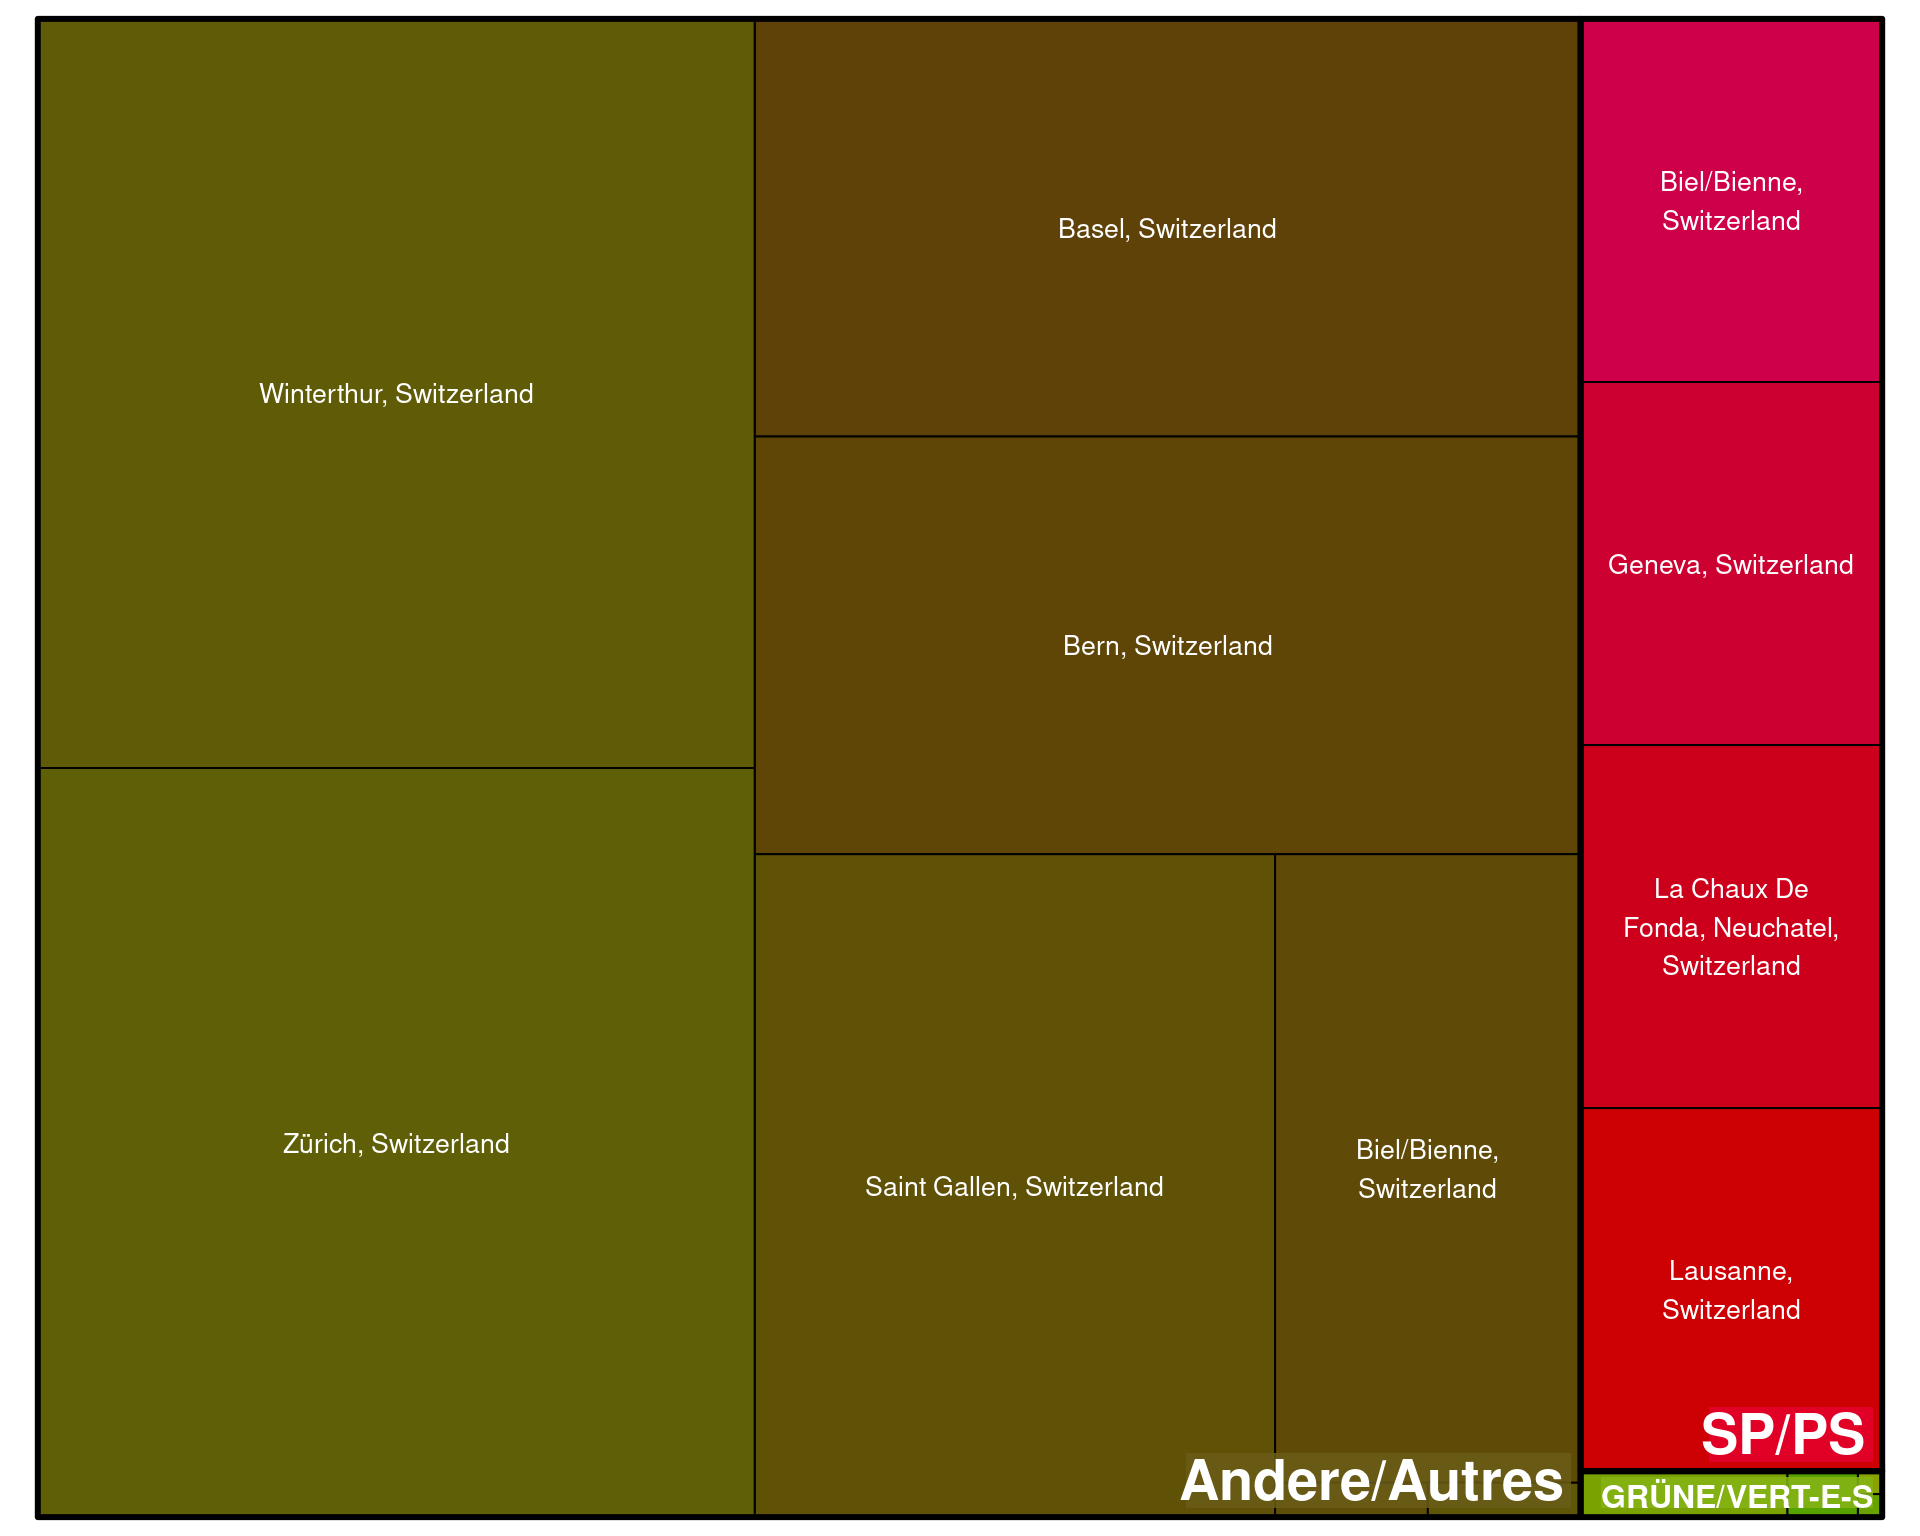 Winterthur, Switzerland
Zürich, Switzerland
Basel, Switzerland
Bern, Switzerland
Saint Gallen, Switzerland
Biel/Bienne,
Switzerland
Andere/Autres
Biel/Bienne,
Switzerland
Geneva, Switzerland
La Chaux De
Fonda, Neuchatel,
Switzerland
Lausanne,
Switzerland
SP/PS
GRÜNE/VERT-E-S